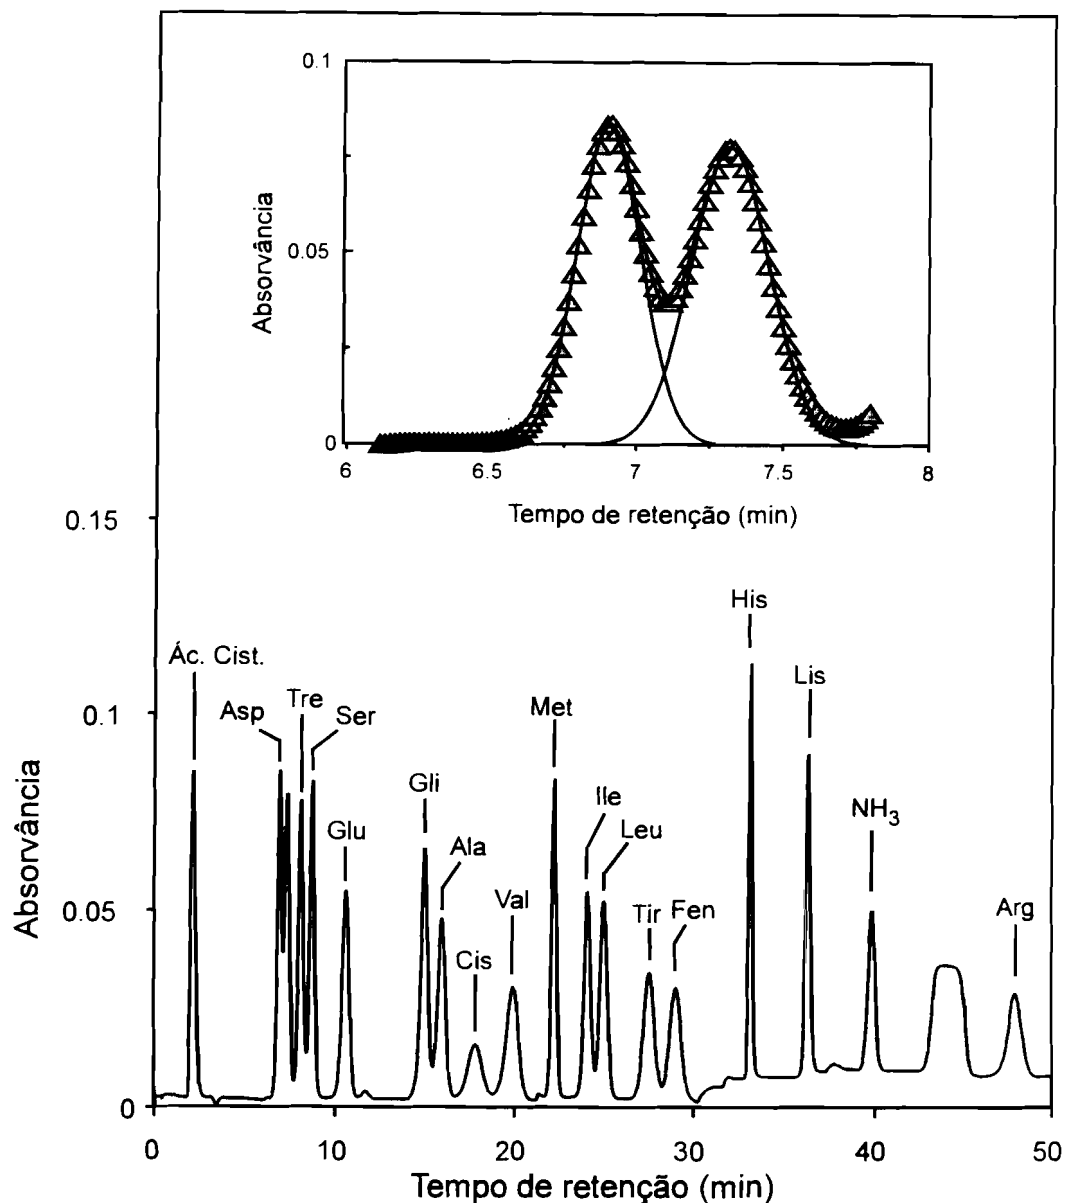 0.1
0.05
0
6
6.5
7
7.5
8
Absorvância
Tempo de retenção (min)
0.15
0.1
0.05
0
Ác. Cist.
Asp
Tre
Ser
Glu
Gli
Ala
Cis
Val
Met
Ile
Leu
Tir
Fen
His
Lis
NH₃
Arg
Absorvância
0
10
20
30
40
50
Tempo de retenção (min)